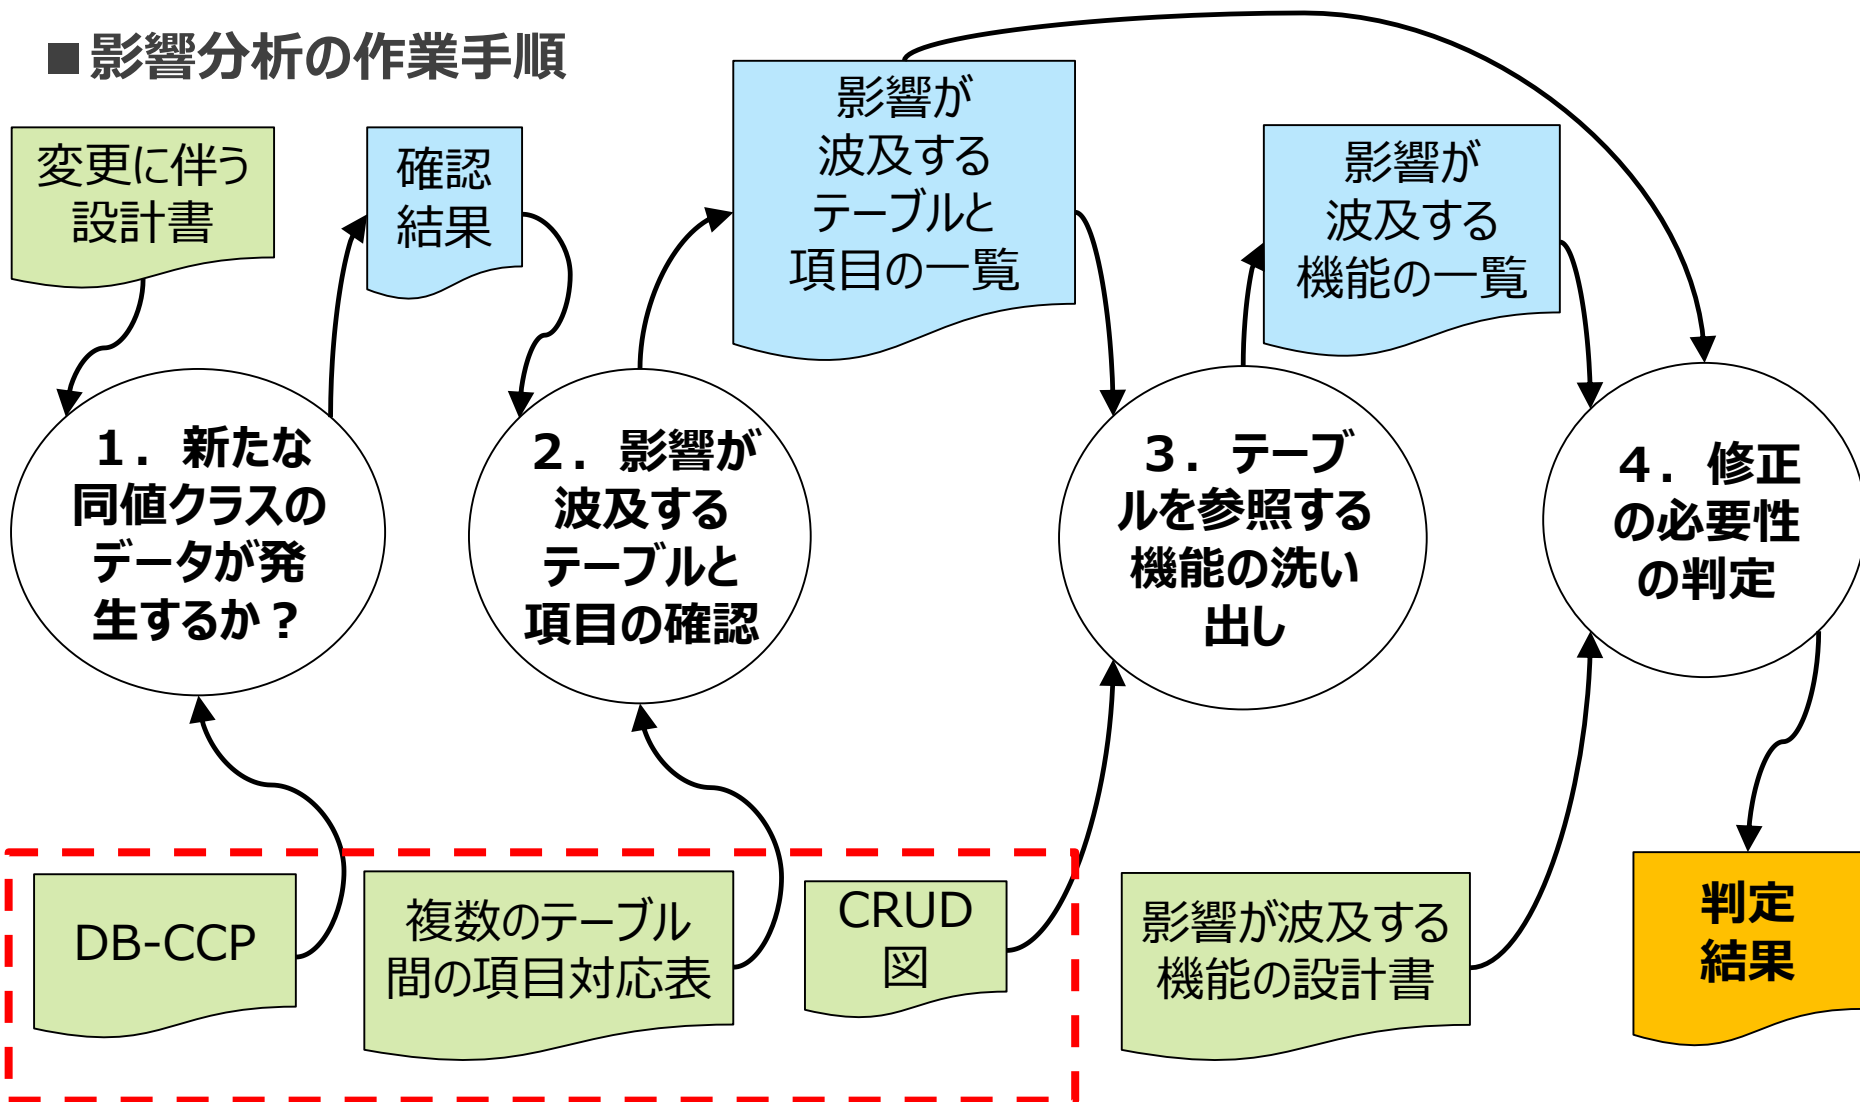 ■影響分析の作業手順
変更に伴う
設計書
確認
結果
影響が
波及する
テーブルと
項目の一覧
影響が
波及する
機能の一覧
1．新たな
同値クラスの
データが発
生するか？
2．影響が
波及する
テーブルと
項目の確認
3．テーブ
ルを参照する
機能の洗い
出し
4．修正
の必要性
の判定
DB-CCP
複数のテーブル
間の項目対応表
CRUD
図
影響が波及する
機能の設計書
判定
結果